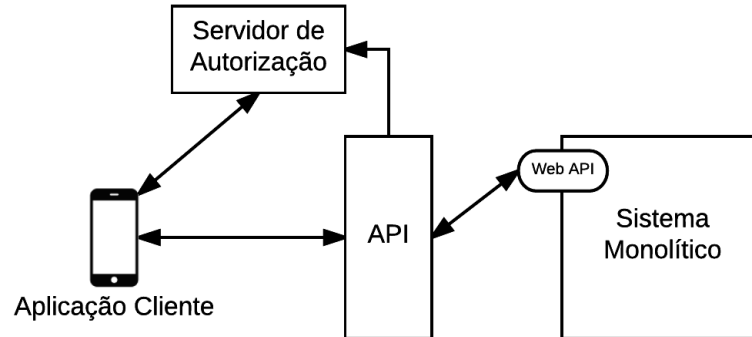 Servidor de
Autorização
Web API
API
Sistema
Monolítico
Aplicação Cliente